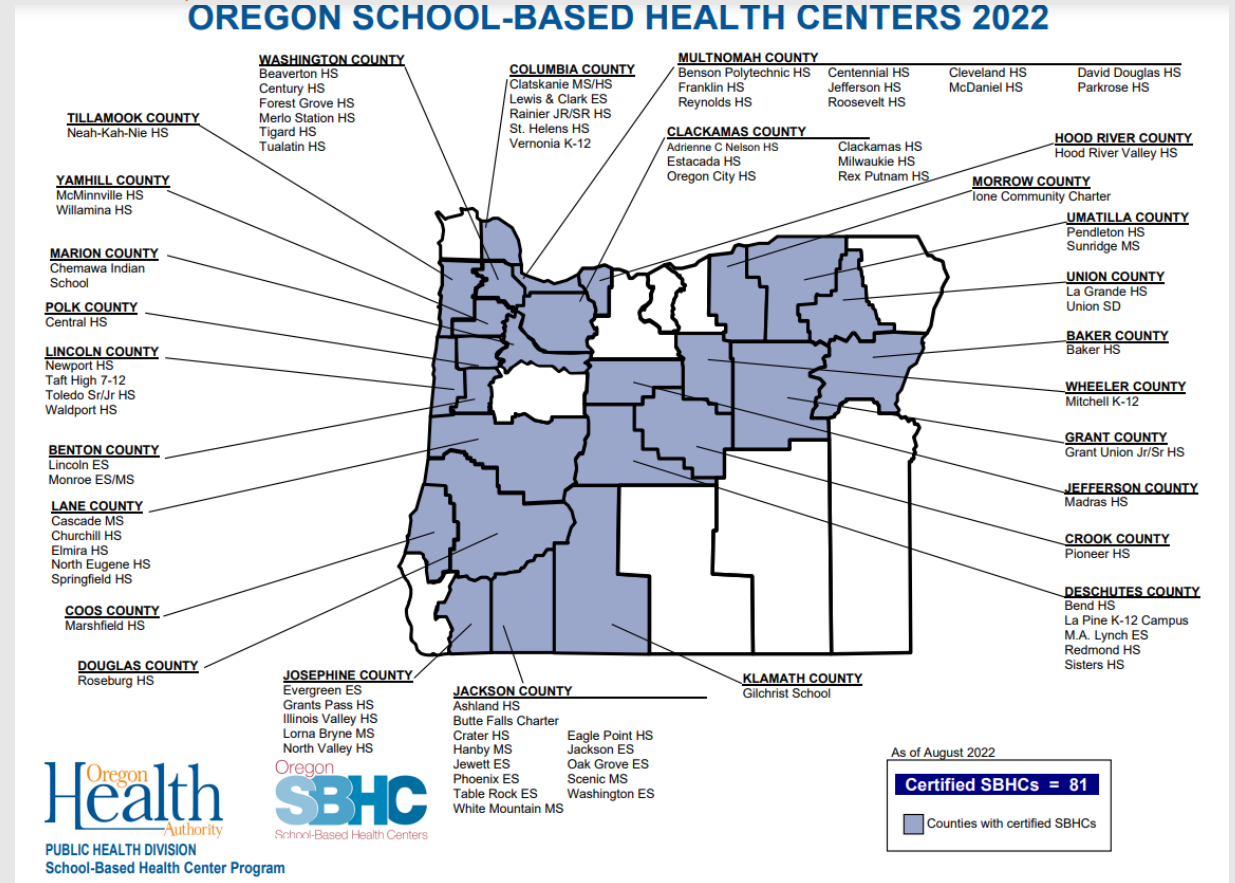 OREGON SCHOOL-BASED HEALTH CENTERS 2022
WASHINGTON COUNTY
Beaverton HS
Century HS
Forest Grove HS
Merlo Station HS
Tigard HS
Tualatin HS
COLUMBIA COUNTY
Clatskanie MS/HS
Lewis & Clark ES
Rainier JR/SR HS
St. Helens HS
Vernonia K-12
MULTNOMAH COUNTY
Benson Polytechnic HS Centennial HS Cleveland HS David Douglas HS
Franklin HS Jefferson HS McDaniel HS Parkrose HS
Reynolds HS Roosevelt HS
CLACKAMAS COUNTY
Adrienne C Nelson HS Clackamas HS
Estacada HS Milwaukie HS
Oregon City HS Rex Putnam HS
HOOD RIVER COUNTY
Hood River Valley HS
MORROW COUNTY
Ione Community Charter
UMATILLA COUNTY
Pendleton HS
Sunridge MS
UNION COUNTY
La Grande HS
Union SD
BAKER COUNTY
Baker HS
WHEELER COUNTY
Mitchell K-12
GRANT COUNTY
Grant Union Jr/Sr HS
JEFFERSON COUNTY
Madras HS
CROOK COUNTY
Pioneer HS
DESCHUTES COUNTY
Bend HS
La Pine K-12 Campus
M.A. Lynch ES
Redmond HS
Sisters HS
TILLAMOOK COUNTY
Neah-Kah-Nie HS
YAMHILL COUNTY
McMinnville HS
Willamina HS
MARION COUNTY
Chemawa Indian
School
POLK COUNTY
Central HS
LINCOLN COUNTY
Newport HS
Taft High 7-12
Toledo Sr/Jr HS
Waldport HS
BENTON COUNTY
Lincoln ES
Monroe ES/MS
LANE COUNTY
Cascade MS
Churchill HS
Elmira HS
North Eugene HS
Springfield HS
COOS COUNTY
Marshfield HS
DOUGLAS COUNTY
Roseburg HS
JOSEPHINE COUNTY
Evergreen ES
Grants Pass HS
Illinois Valley HS
Lorna Bryne MS
North Valley HS
JACKSON COUNTY
Ashland HS
Butte Falls Charter
Crater HS Eagle Point HS
Hanby MS Jackson ES
Jewett ES Oak Grove ES
Phoenix ES Scenic MS
Table Rock ES Washington ES
White Mountain MS
KLAMATH COUNTY
Gilchrist School
As of August 2022
Certified SBHCs = 81
Counties with certified SBHCs
Oregon
Health
Authority
PUBLIC HEALTH DIVISION
School-Based Health Center Program
Oregon
SBHC
School-Based Health Centers